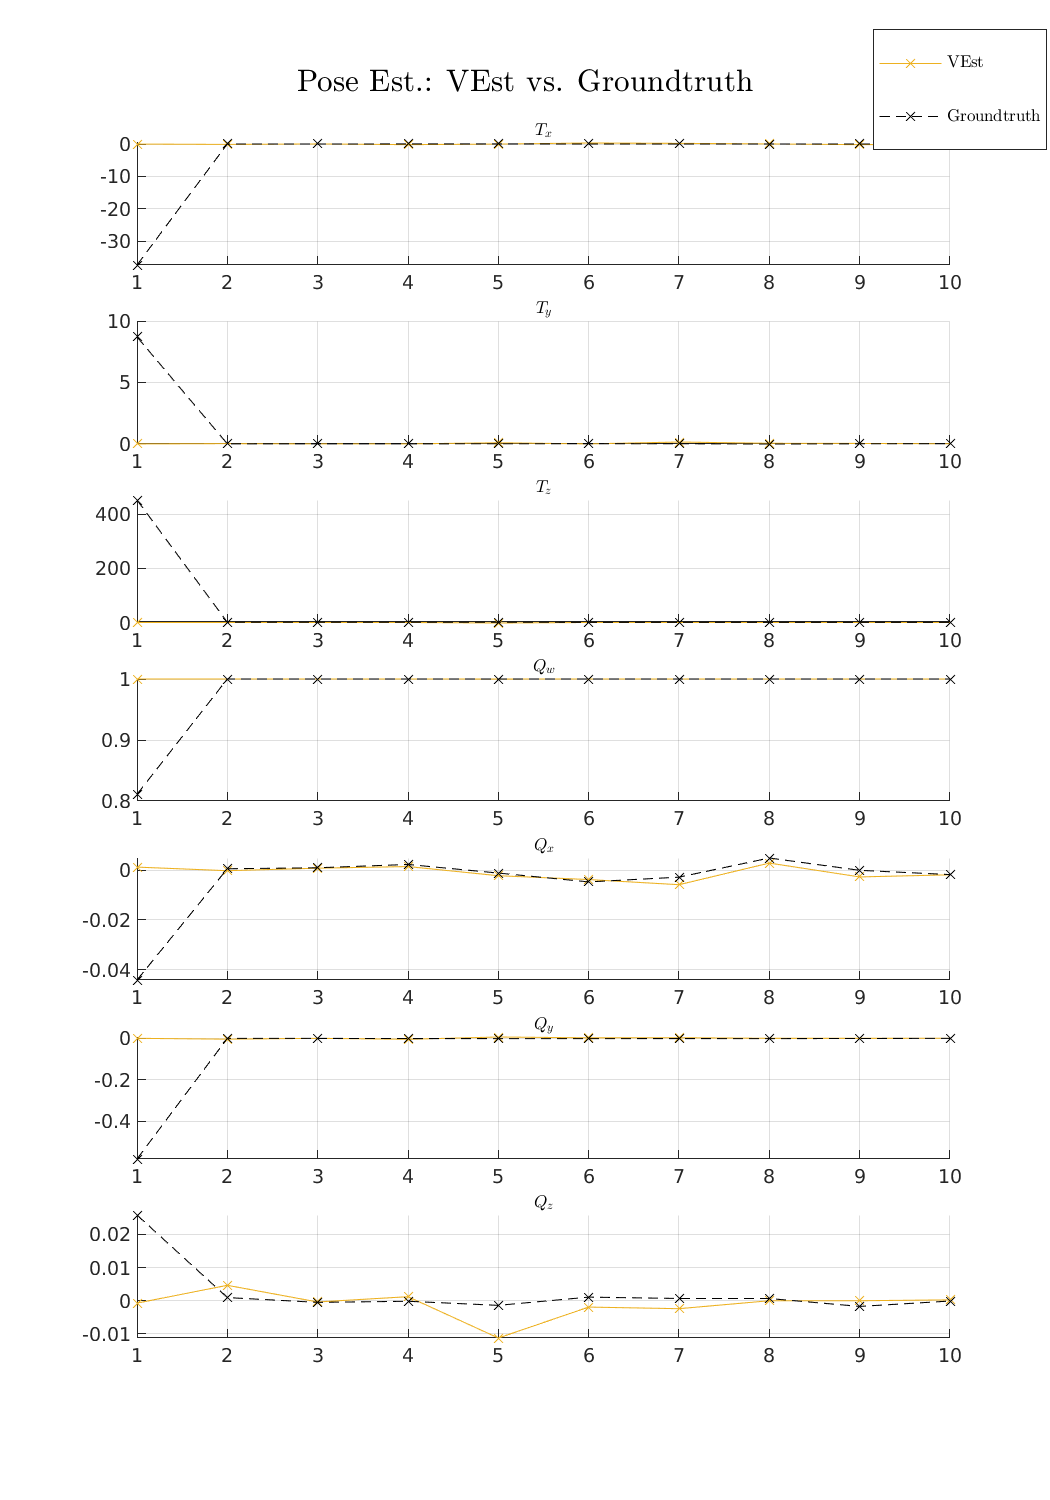 VEst
Pose Est.: VEst vs. Groundtruth
Groundtruth
T_x
0
-10
-20
-30
1 2 3 4 5 6 7 8 9 10
T_y
10
5
0
1 2 3 4 5 6 7 8 9 10
T_z
400
200
0
1 2 3 4 5 6 7 8 9 10
Q_w
1
0.9
0.8
1 2 3 4 5 6 7 8 9 10
Q_x
0
-0.02
-0.04
1 2 3 4 5 6 7 8 9 10
Q_y
0
-0.2
-0.4
1 2 3 4 5 6 7 8 9 10
Q_z
0.02
0.01
0
-0.01
1 2 3 4 5 6 7 8 9 10